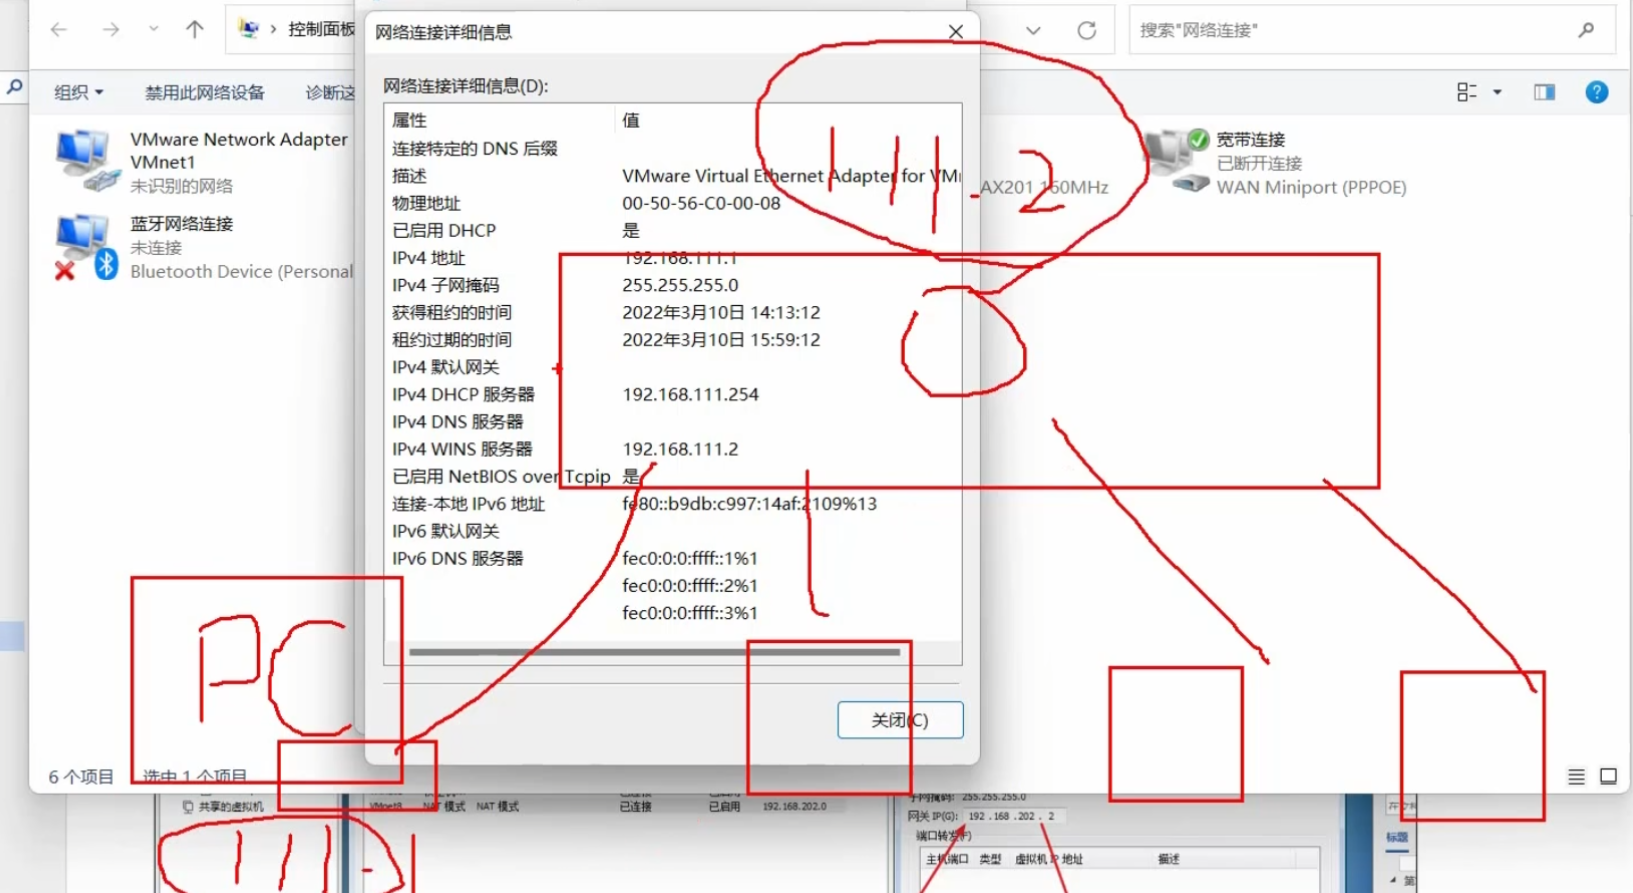 控制面板
网络连接详细信息
搜索"网络连接"
组织
禁用此网络设备
诊断这
网络连接详细信息(D):
属性 值
连接特定的 DNS 后缀
描述 VMware Virtual Ethernet Adapter for VMn
物理地址 00-50-56-C0-00-08
已启用 DHCP 是
IPv4 地址 192.168.111.1
IPv4 子网掩码 255.255.255.0
获得租约的时间 2022年3月10日 14:13:12
租约过期的时间 2022年3月10日 15:59:12
IPv4 默认网关
IPv4 DHCP 服务器 192.168.111.254
IPv4 DNS 服务器
IPv4 WINS 服务器 192.168.111.2
已启用 NetBIOS over Tcpip 是
连接-本地 IPv6 地址 fe80::b9db:c997:14af:2109%13
IPv6 默认网关
IPv6 DNS 服务器 fec0:0:0:ffff::1%1
fec0:0:0:ffff::2%1
fec0:0:0:ffff::3%1
关闭(C)
VMware Network Adapter
VMnet1
未识别的网络
蓝牙网络连接
未连接
Bluetooth Device (Personal
AX201 160MHz
宽带连接
已断开连接
WAN Miniport (PPPOE)
111.2
PC
111.1
6 个项目 选中 1 个项目
共享的虚拟机
VMnet8 NAT 模式 NAT 模式 已连接 已启用 192.168.202.0
子网掩码: 255.255.255.0
网关 IP(G): 192 . 168 . 202 . 2
端口转发(F)
主机端口 类型 虚拟机 IP 地址 描述
标题
第